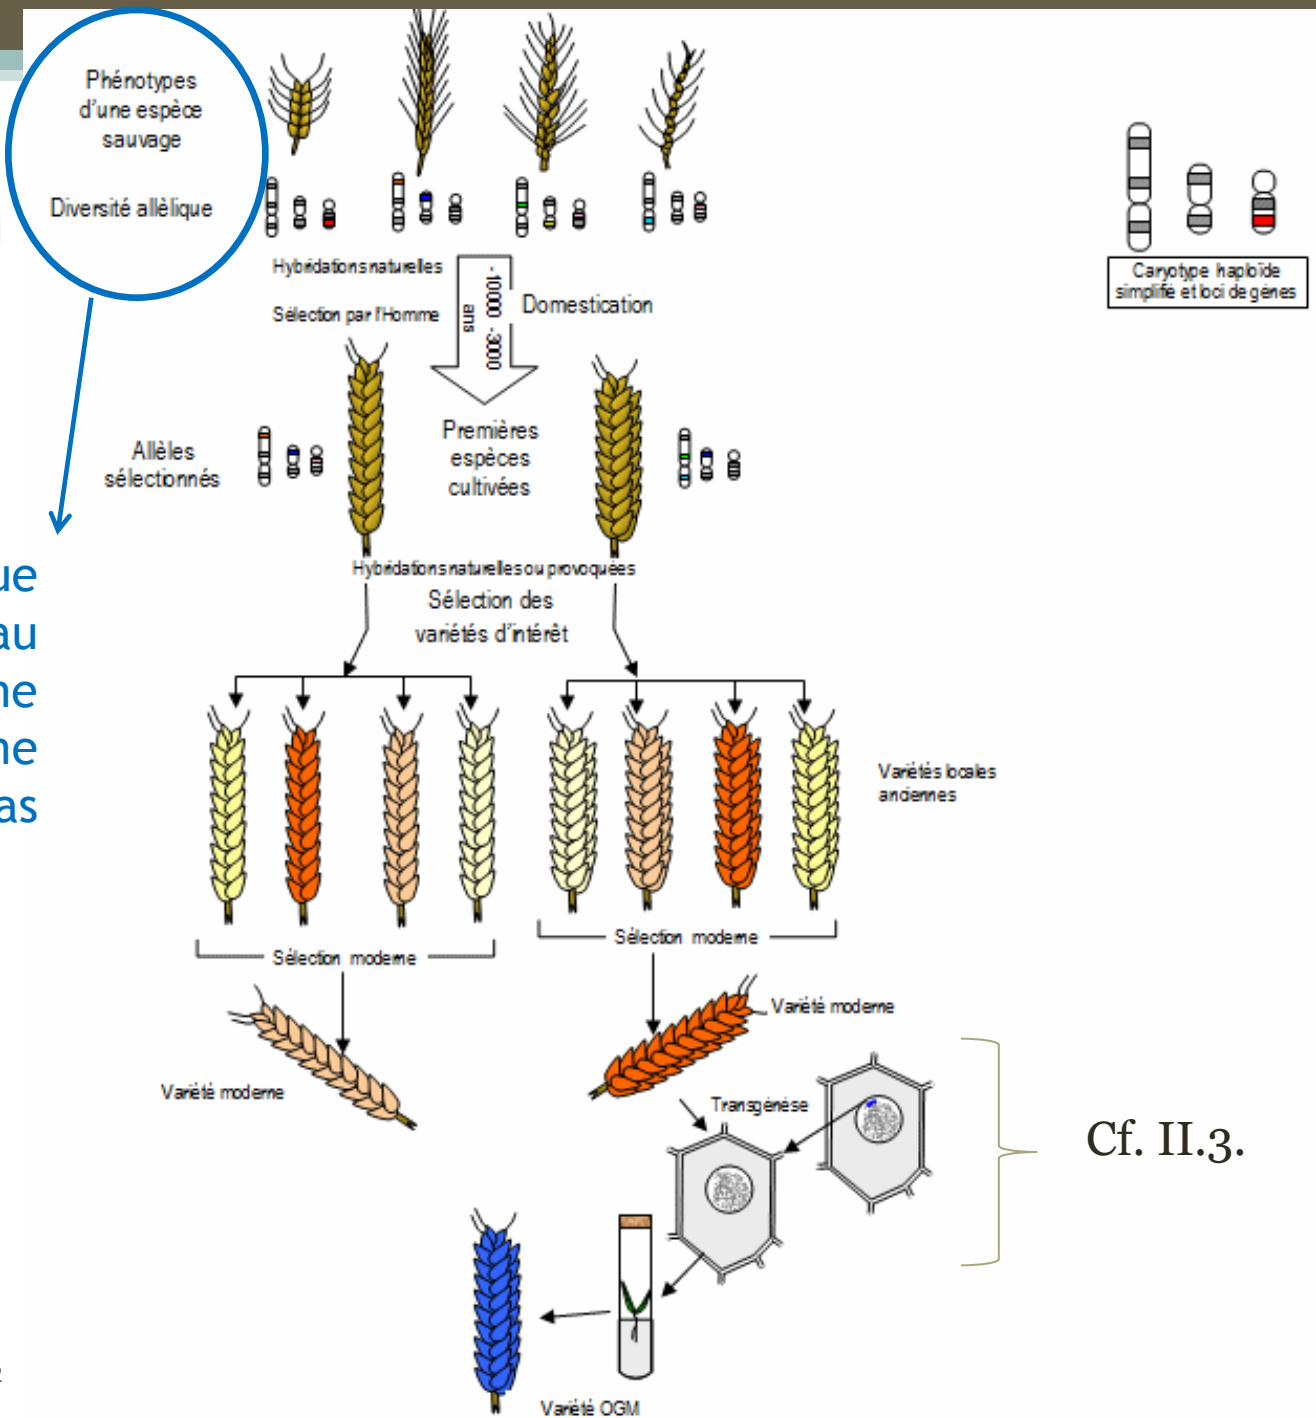 Phénotypes
d'une espèce
sauvage
Diversité allèlique
Hybridations naturelles
Sélection par l'Homme
-10000 -3000
ans
Domestication
Caryotype haploïde
simplifié et loci de gènes
Allèles
sélectionnés
Premières
espèces
cultivées
Hybridations naturelles ou provoquées
Sélection des
variétés d'intérêt
ue
au
ne
ne
as
Variétés locales
anciennes
Sélection moderne
Sélection moderne
Variété moderne
Variété moderne
Transgénèse
Cf. II.3.
Variété OGM